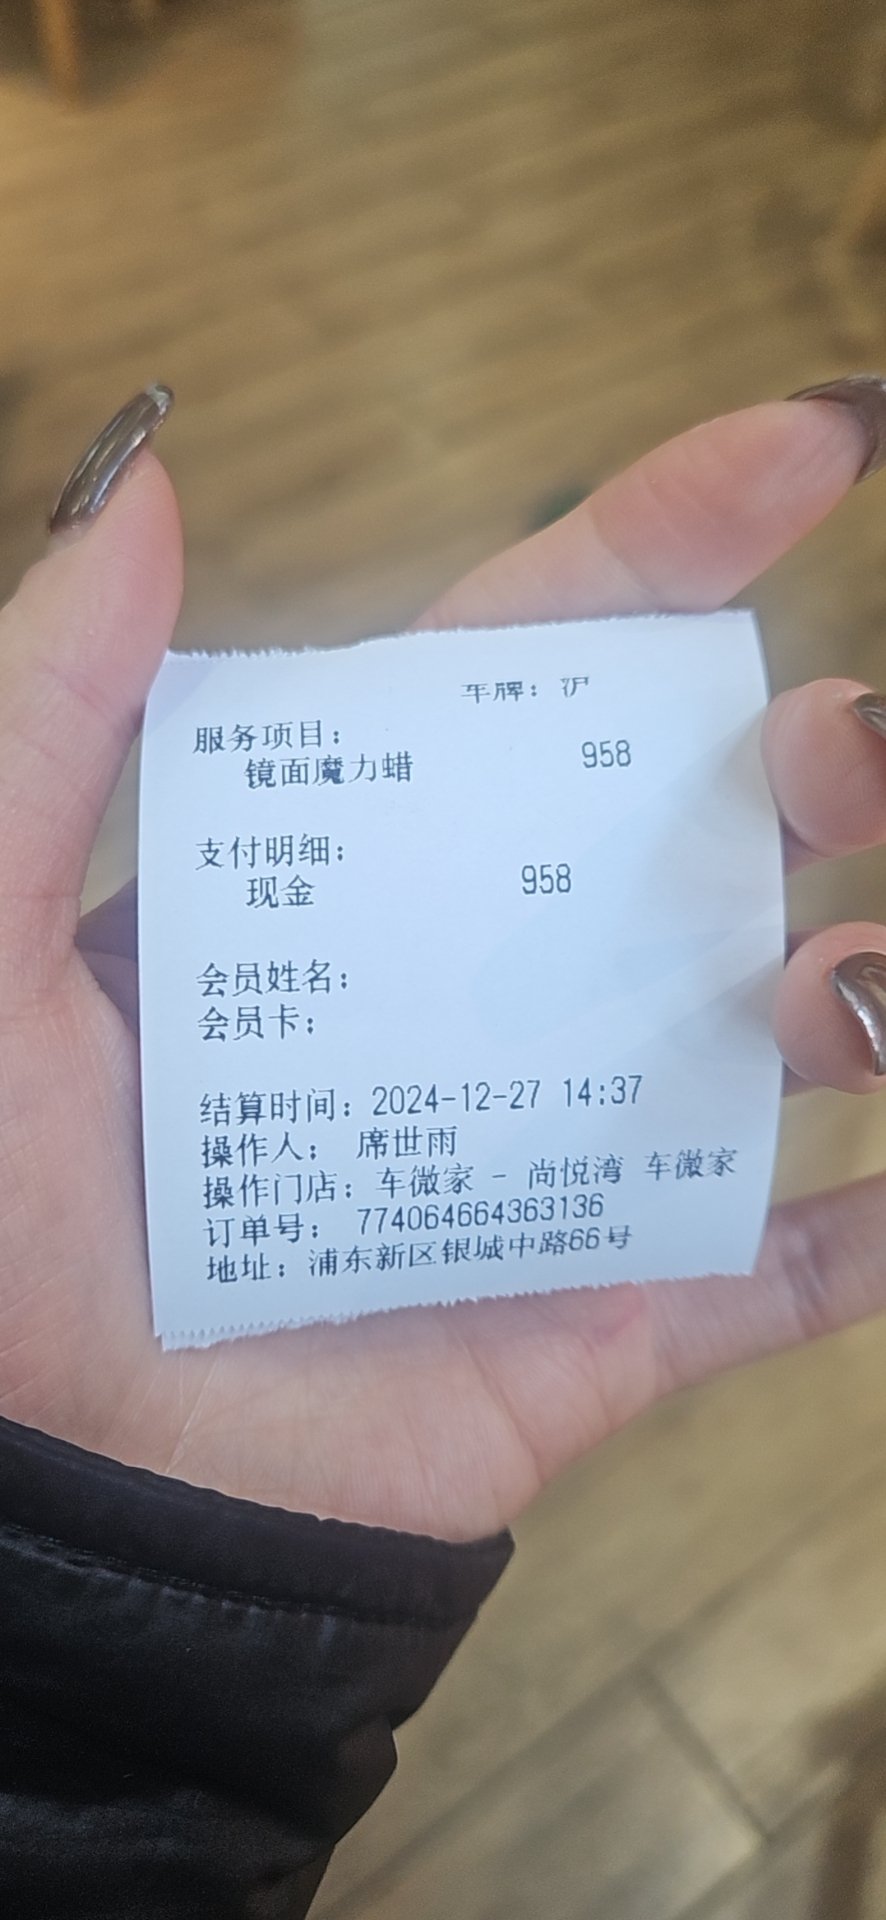 车牌：沪
服务项目：
镜面魔力蜡 958
支付明细：
现金 958
会员姓名：
会员卡：
结算时间：2024-12-27 14:37
操作人： 席世雨
操作门店：车微家 - 尚悦湾 车微家
订单号： 774064664363136
地址：浦东新区银城中路66号